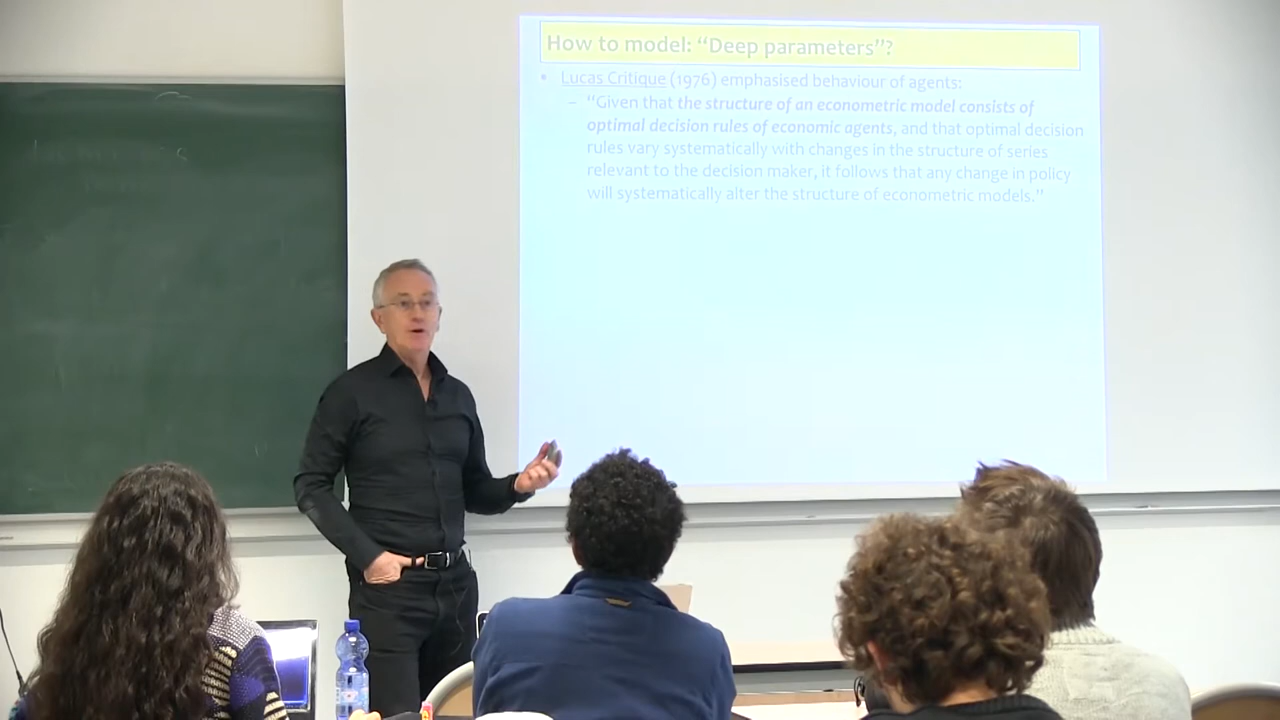 How to model: “Deep parameters”?
• Lucas Critique (1976) emphasised behaviour of agents:
– “Given that the structure of an econometric model consists of
optimal decision rules of economic agents, and that optimal decision
rules vary systematically with changes in the structure of series
relevant to the decision maker, it follows that any change in policy
will systematically alter the structure of econometric models.”